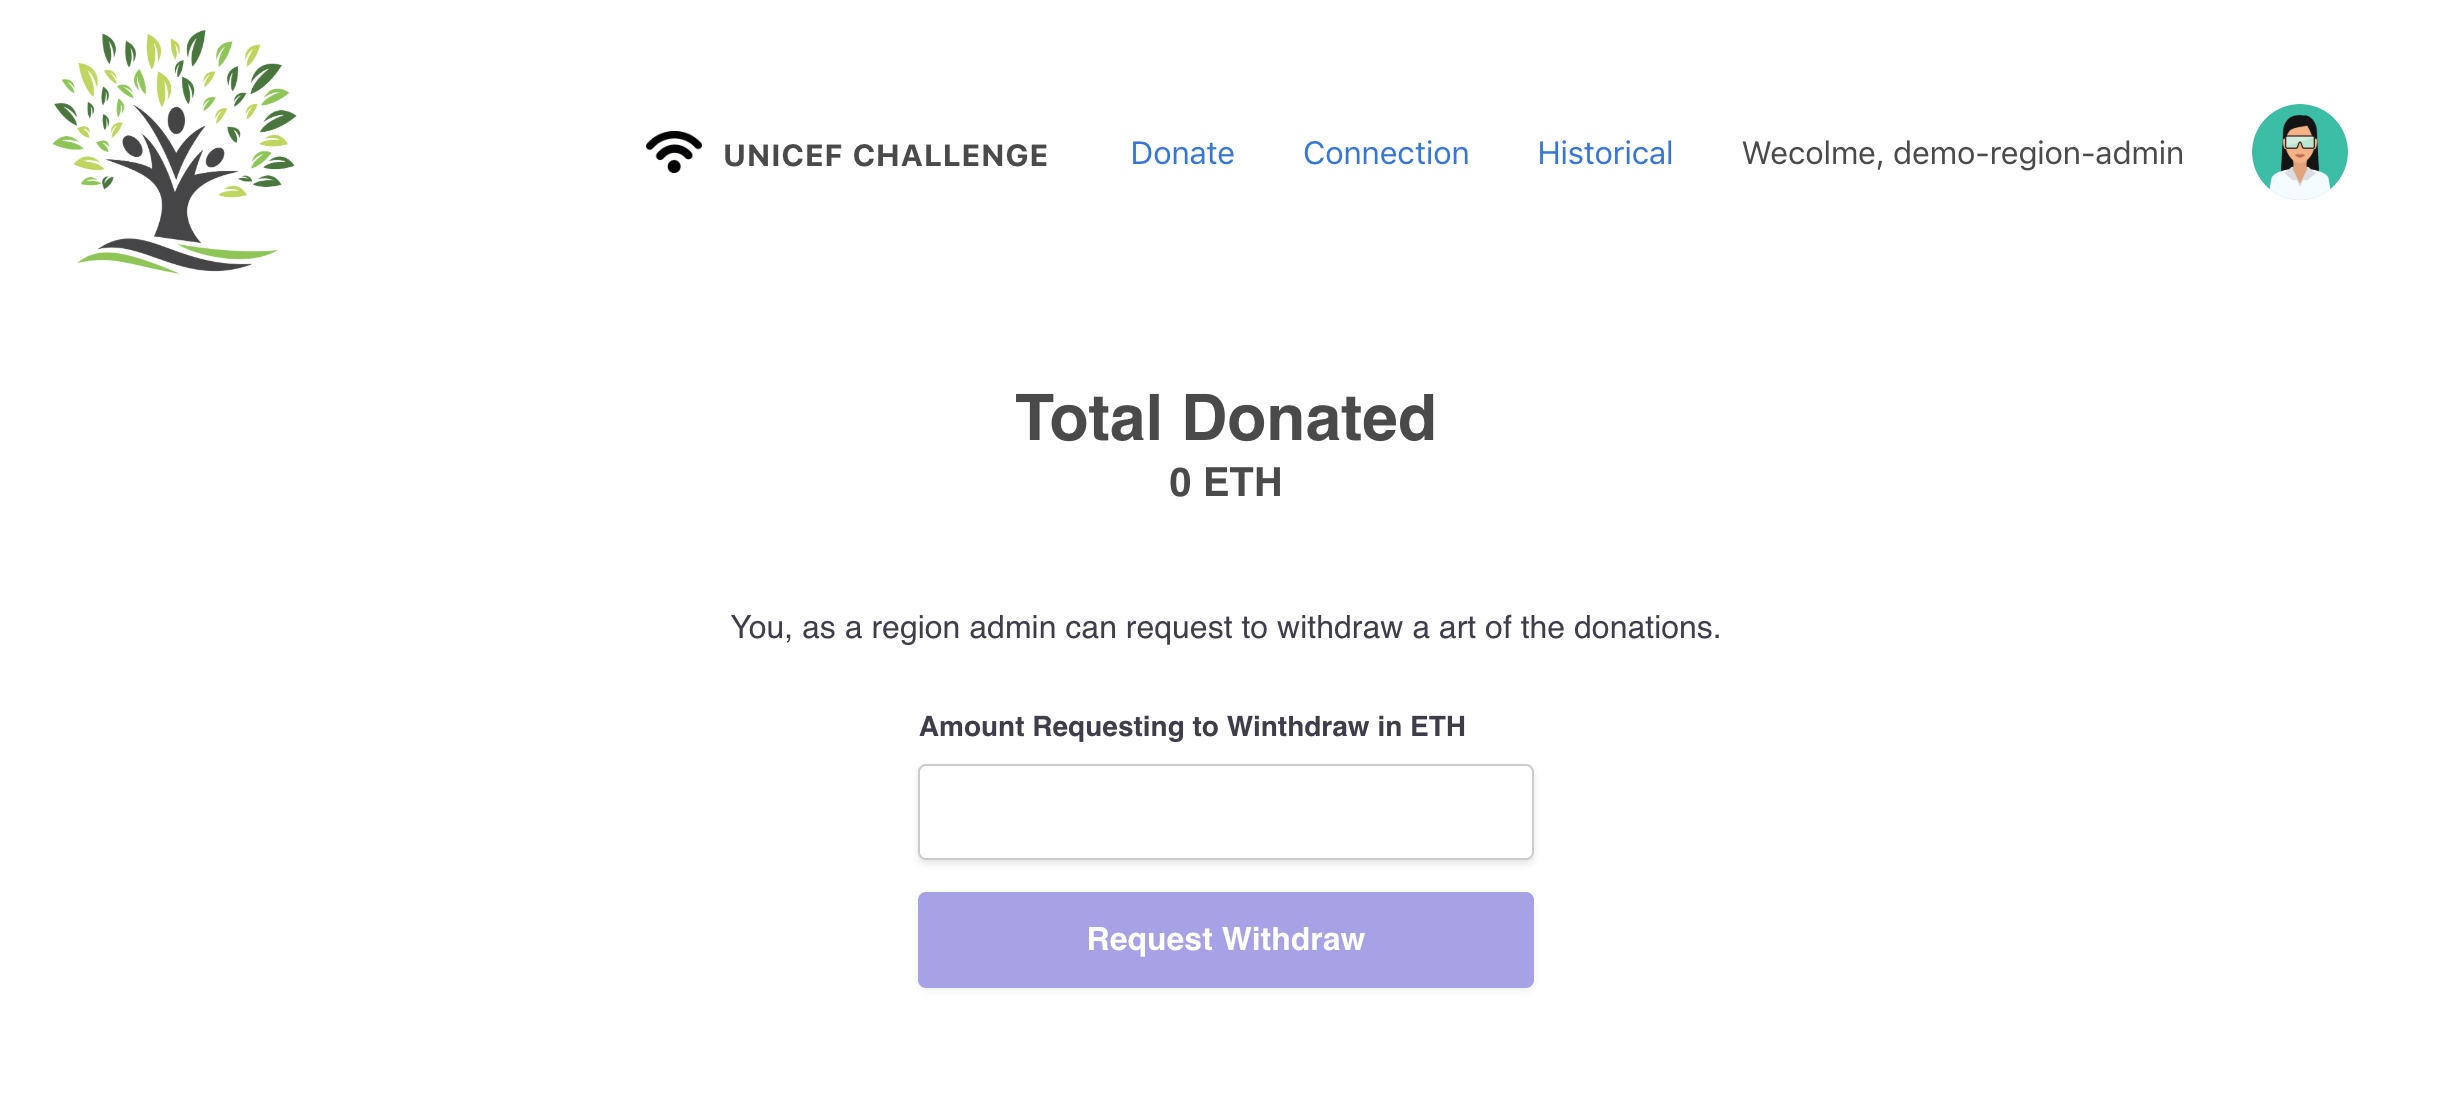 UNICEF CHALLENGE Donate Connection Historical Wecolme, demo-region-admin
Total Donated
0 ETH
You, as a region admin can request to withdraw a art of the donations.
Amount Requesting to Winthdraw in ETH
Request Withdraw